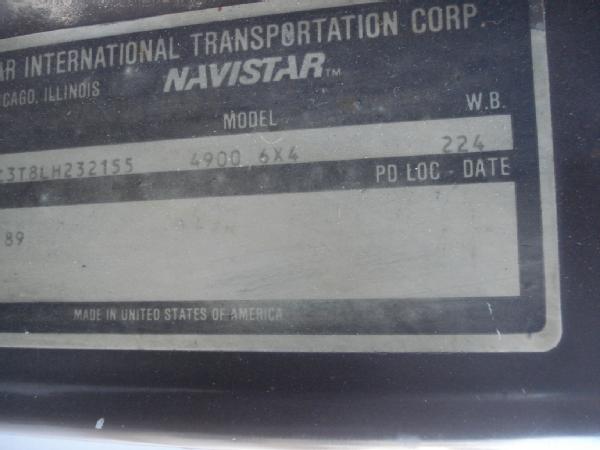 AR INTERNATIONAL TRANSPORTATION CORP.
CAGO, ILLINOIS NAVISTAR™
MODEL W.B.
3T8LH232155 4900 6X4 224
PD LOC - DATE
89
MADE IN UNITED STATES OF AMERICA